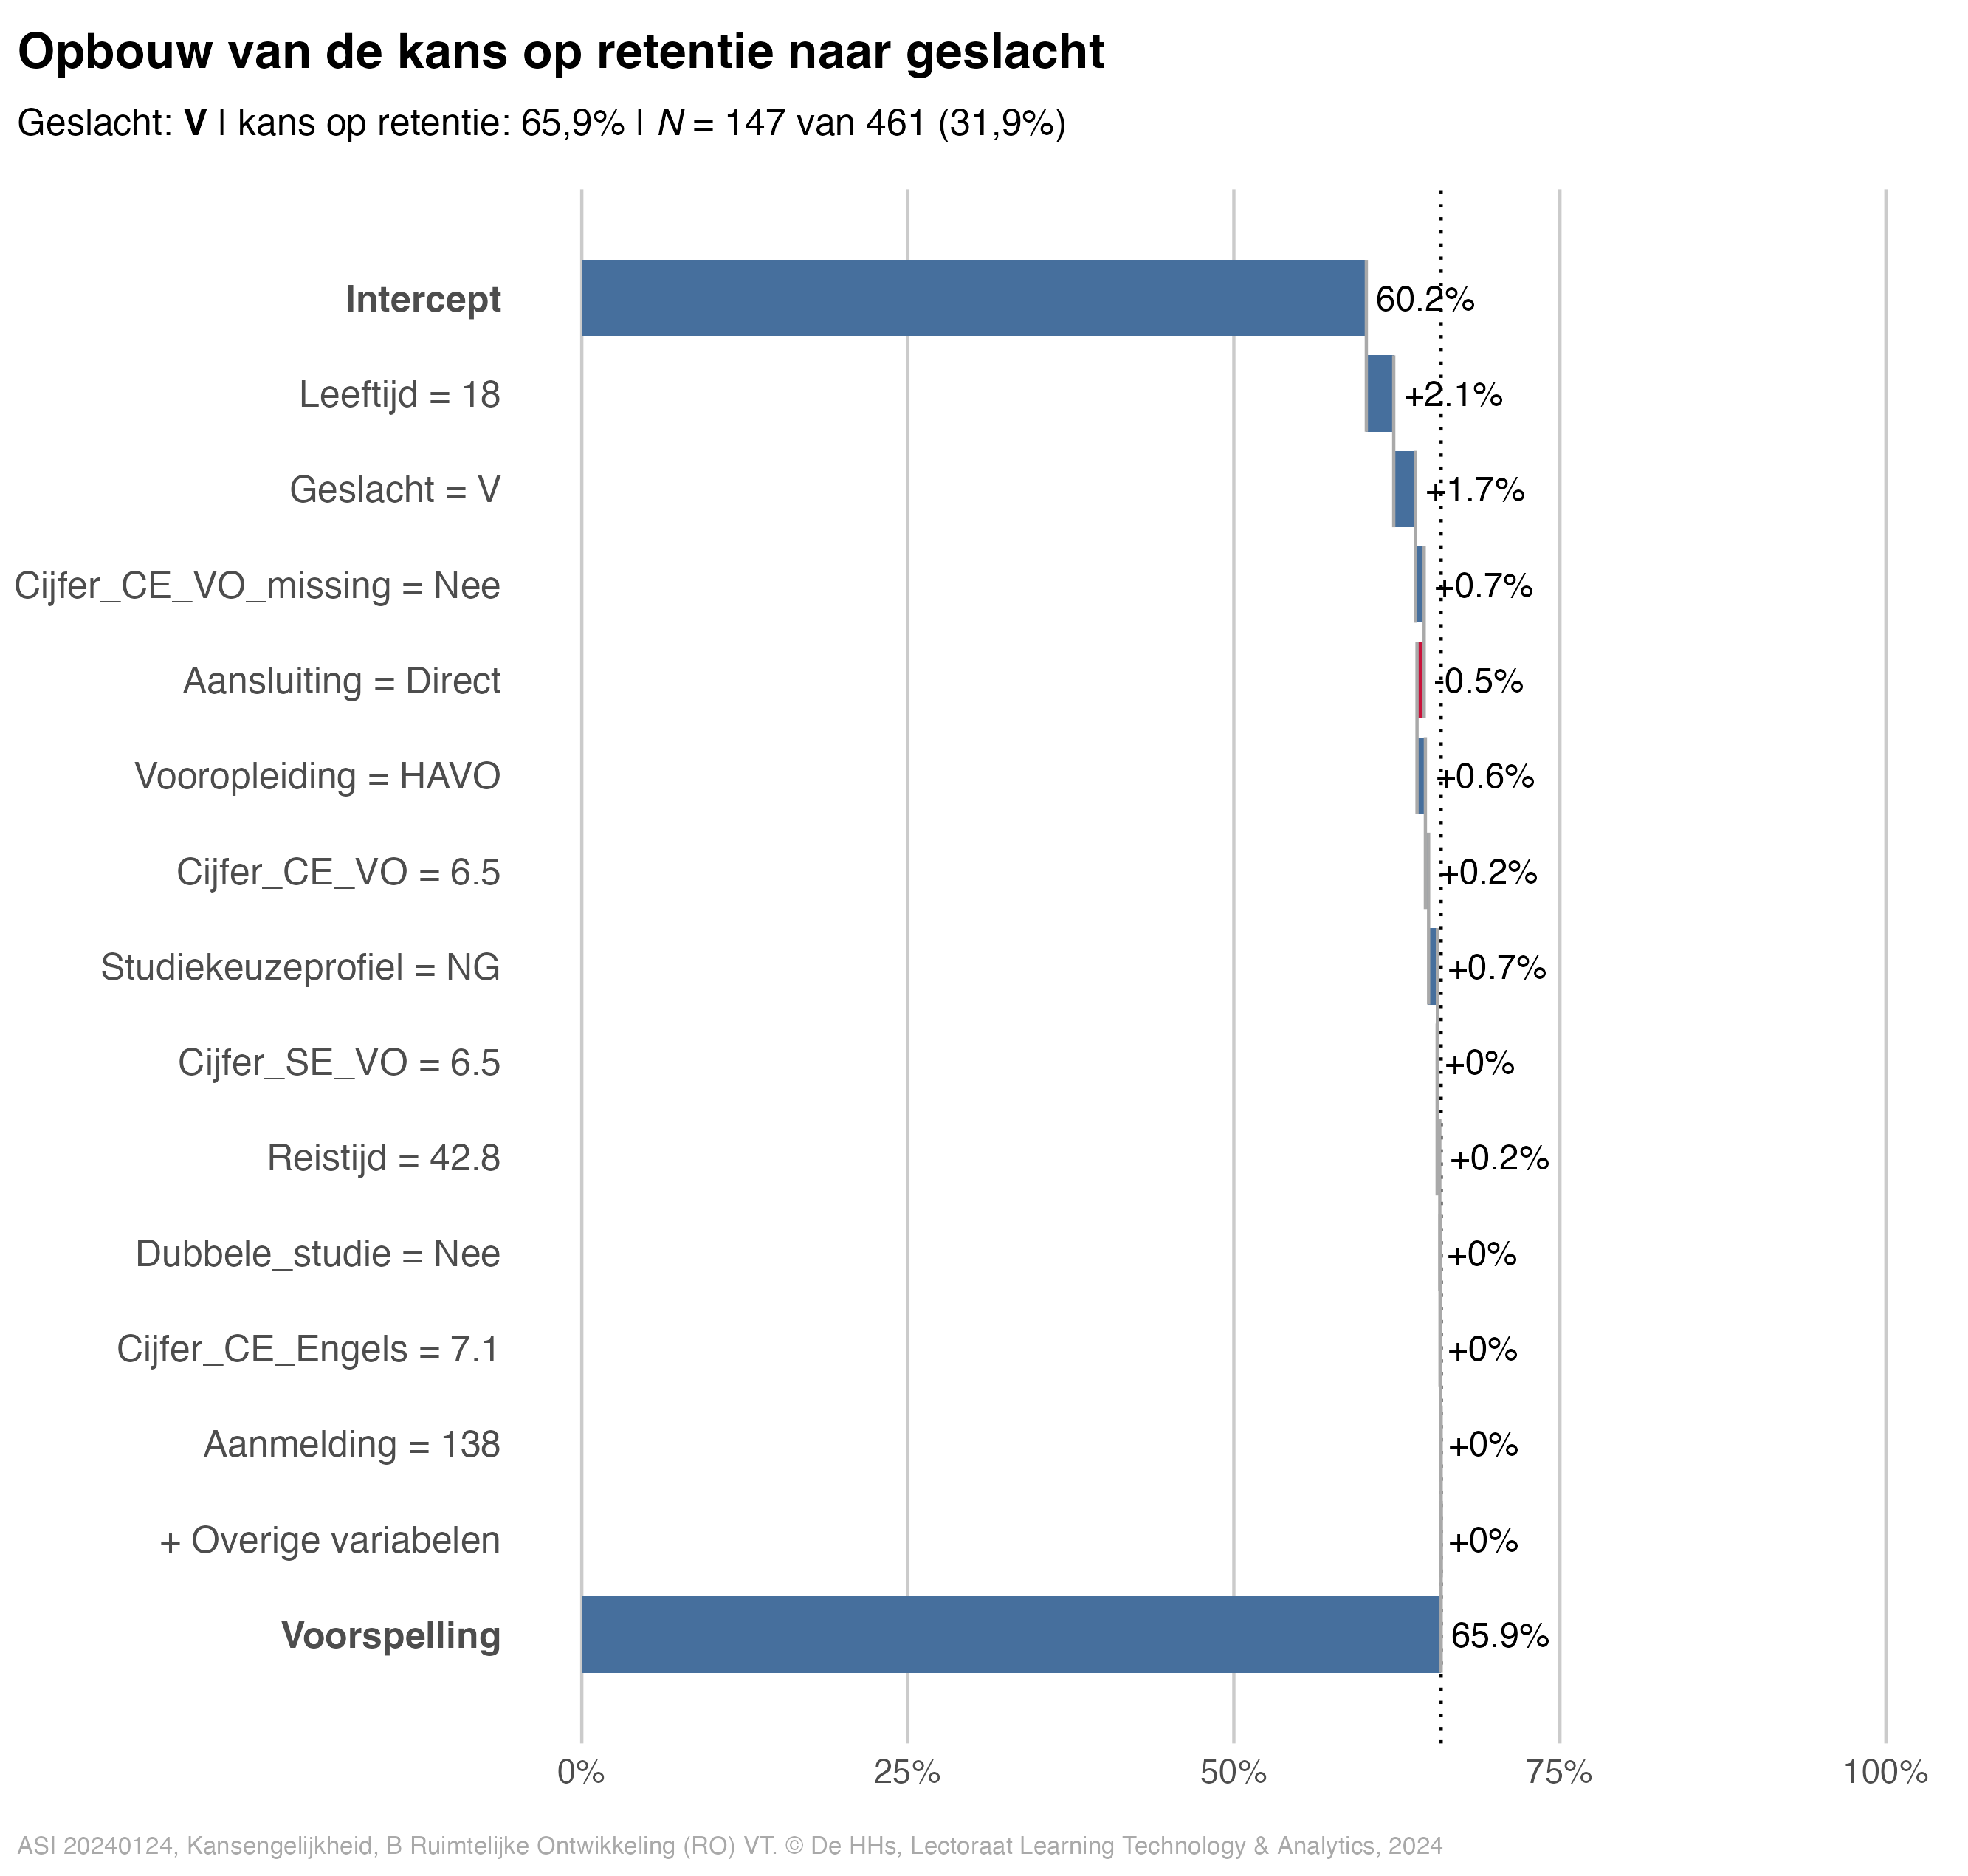 Opbouw van de kans op retentie naar geslacht
Geslacht: V | kans op retentie: 65,9% | N = 147 van 461 (31,9%)
Intercept 60.2%
Leeftijd = 18 +2.1%
Geslacht = V +1.7%
Cijfer_CE_VO_missing = Nee +0.7%
Aansluiting = Direct -0.5%
Vooropleiding = HAVO +0.6%
Cijfer_CE_VO = 6.5 +0.2%
Studiekeuzeprofiel = NG +0.7%
Cijfer_SE_VO = 6.5 +0%
Reistijd = 42.8 +0.2%
Dubbele_studie = Nee +0%
Cijfer_CE_Engels = 7.1 +0%
Aanmelding = 138 +0%
+ Overige variabelen +0%
Voorspelling 65.9%
0% 25% 50% 75% 100%
ASI 20240124, Kansengelijkheid, B Ruimtelijke Ontwikkeling (RO) VT. © De HHs, Lectoraat Learning Technology & Analytics, 2024